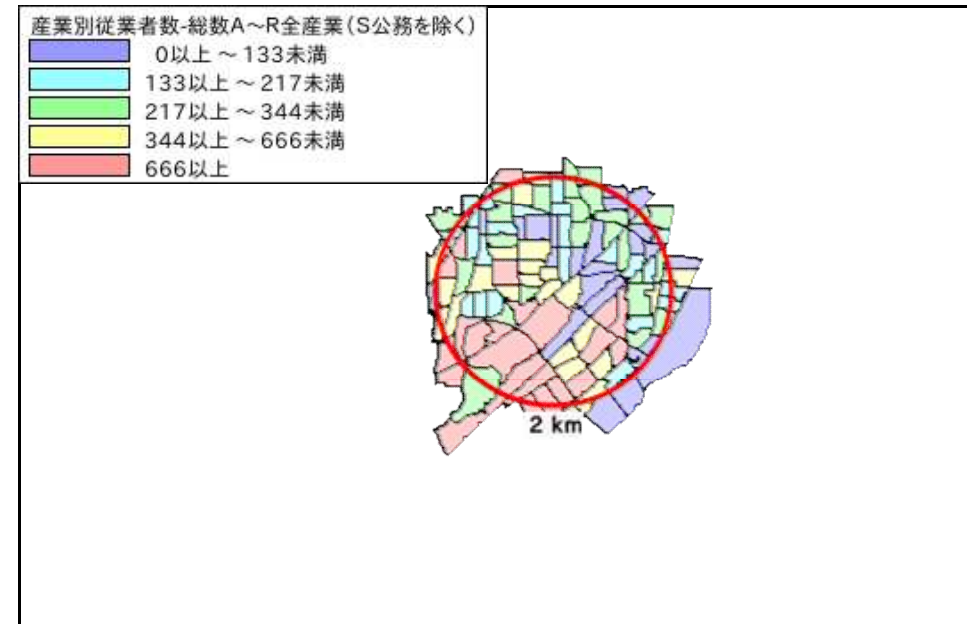 産業別従業者数-総数A～R全産業(S公務を除く)
0以上 ～ 133未満
133以上 ～ 217未満
217以上 ～ 344未満
344以上 ～ 666未満
666以上
2 km